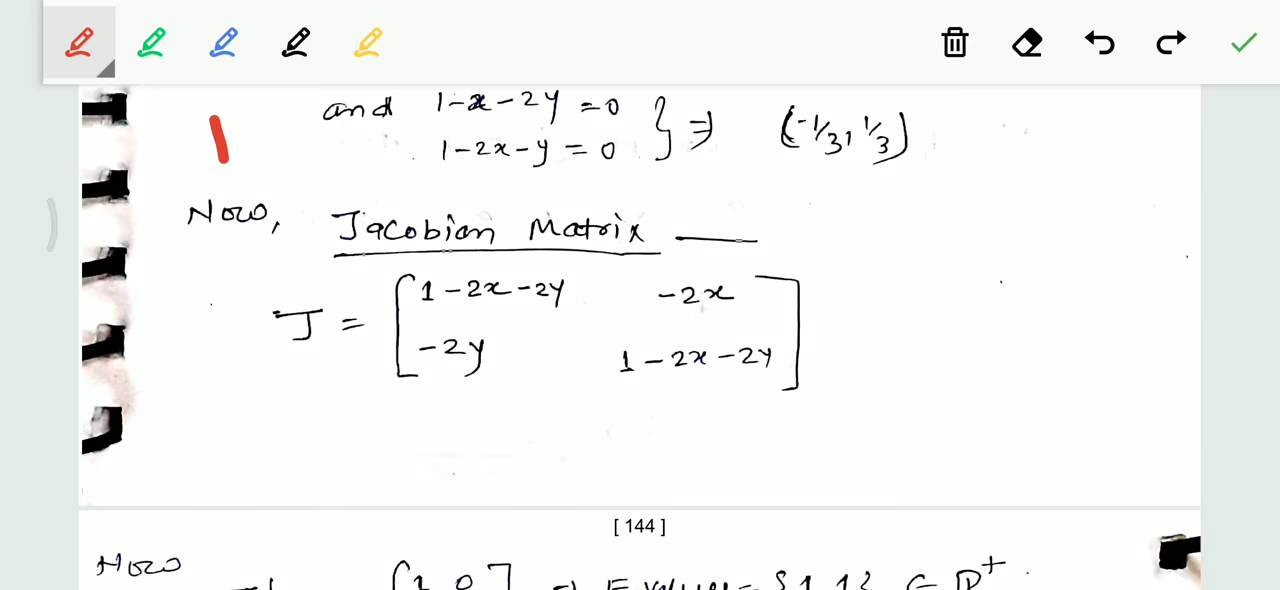 and 1-x-2y = 0
1-2x-y = 0 } ⇒ (-1/3, 1/3)
Now, Jacobian Matrix —
J = [ 1-2x-2y -2x
-2y 1-2x-2y ]
[ 144 ]
Now